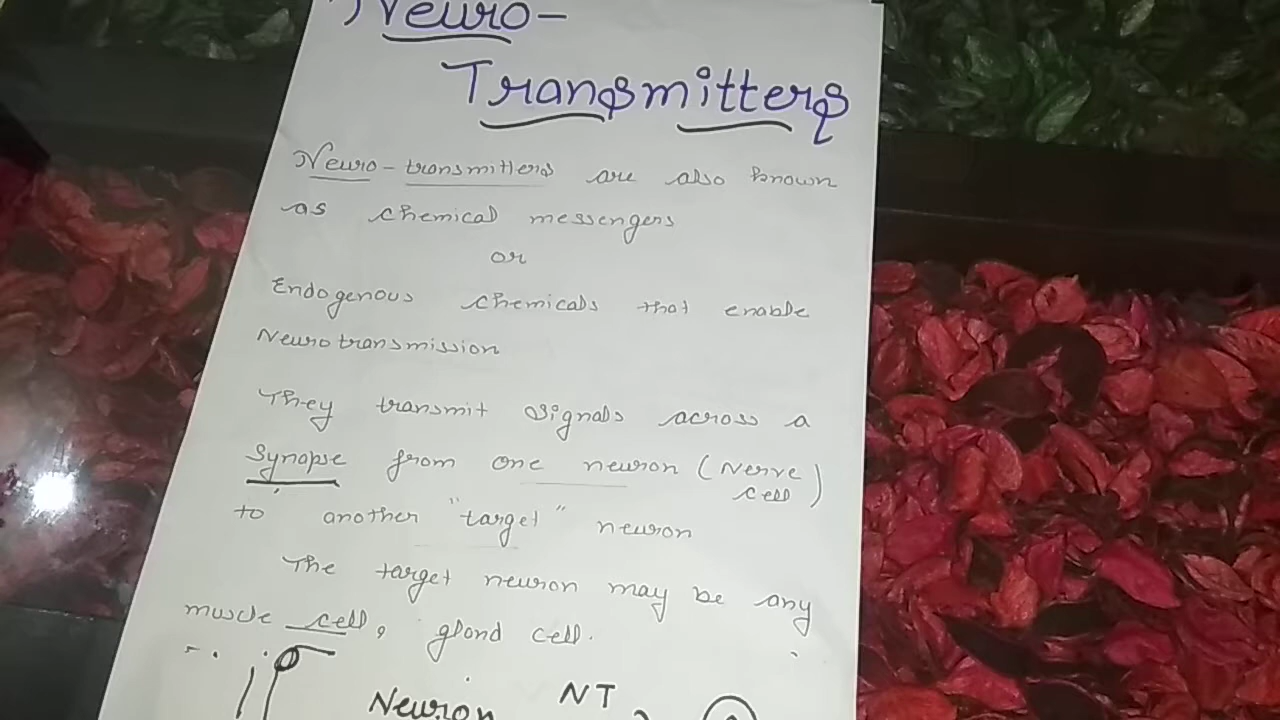 Neuro-
Transmitters
Neuro-transmitters are also known
as chemical messengers
or
Endogenous chemicals that enable
Neurotransmission
They transmit signals across a
Synapse from one neuron (Nerve
cell)
to another "target" neuron
The target neuron may be any
muscle cell, gland cell.
Neuron NT